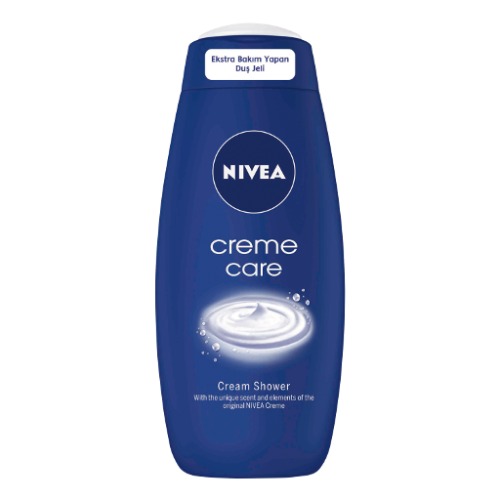 Ekstra Bakım Yapan
Duş Jeli
NIVEA
creme
care
Cream Shower
With the unique scent and elements of the
original NIVEA Creme